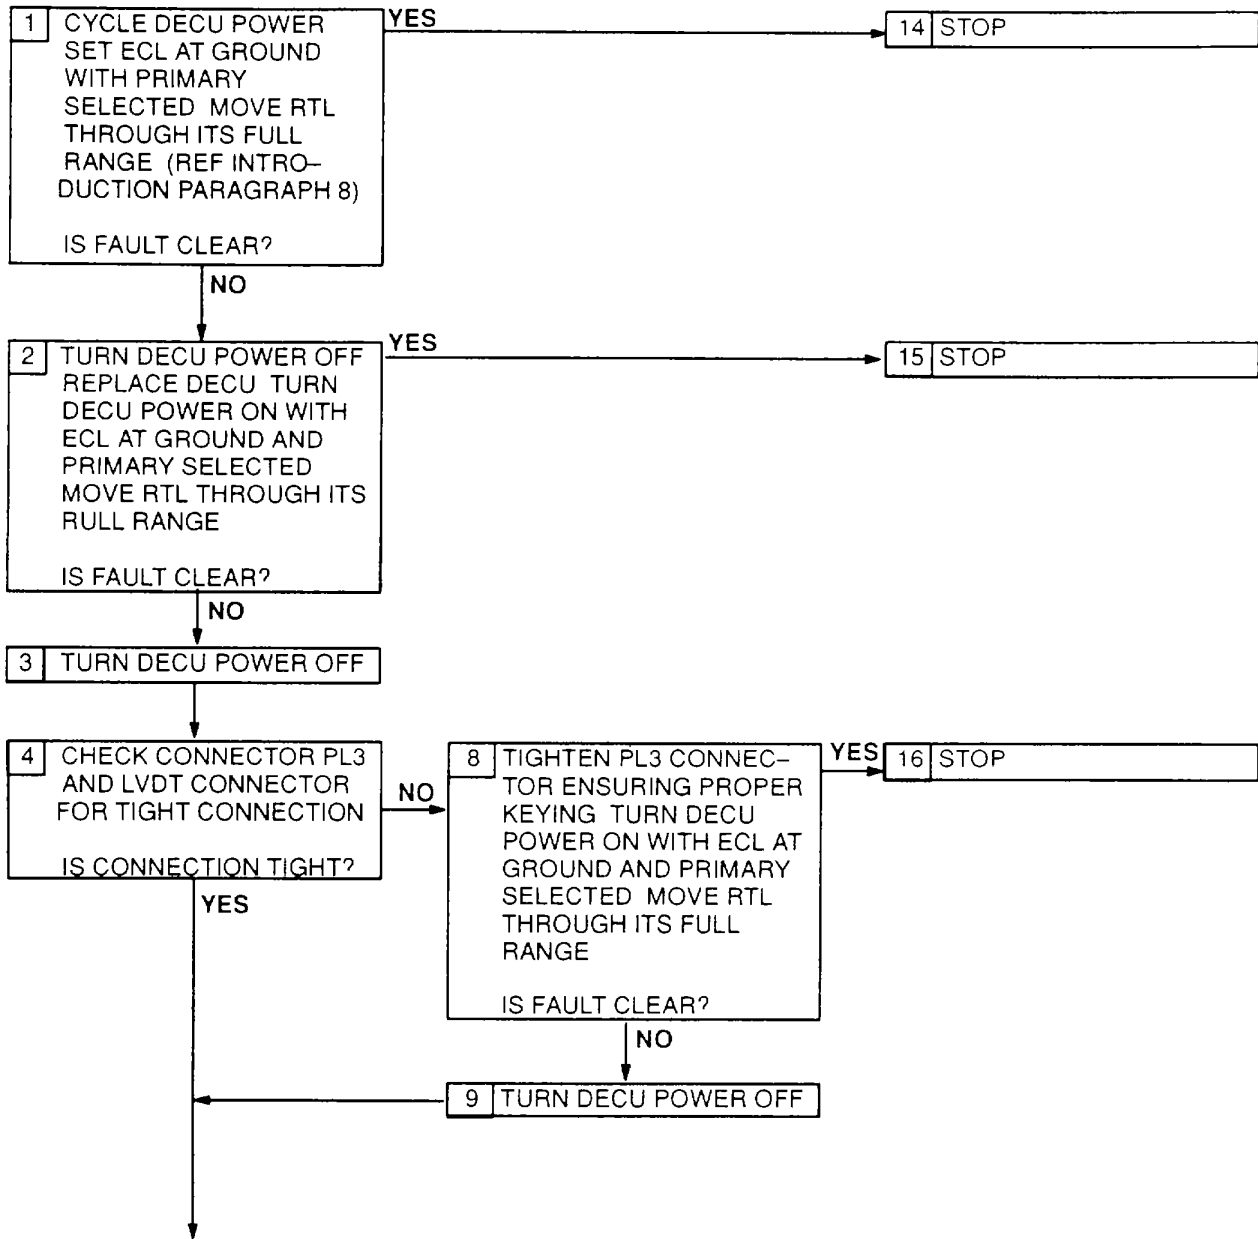 1 CYCLE DECU POWER
SET ECL AT GROUND
WITH PRIMARY
SELECTED MOVE RTL
THROUGH ITS FULL
RANGE (REF INTRO-
DUCTION PARAGRAPH 8)
IS FAULT CLEAR?
YES
14 STOP
NO
2 TURN DECU POWER OFF
REPLACE DECU TURN
DECU POWER ON WITH
ECL AT GROUND AND
PRIMARY SELECTED
MOVE RTL THROUGH ITS
RULL RANGE
IS FAULT CLEAR?
YES
15 STOP
NO
3 TURN DECU POWER OFF
4 CHECK CONNECTOR PL3
AND LVDT CONNECTOR
FOR TIGHT CONNECTION
IS CONNECTION TIGHT?
NO
8 TIGHTEN PL3 CONNEC-
TOR ENSURING PROPER
KEYING TURN DECU
POWER ON WITH ECL AT
GROUND AND PRIMARY
SELECTED MOVE RTL
THROUGH ITS FULL
RANGE
IS FAULT CLEAR?
YES
16 STOP
YES
NO
9 TURN DECU POWER OFF